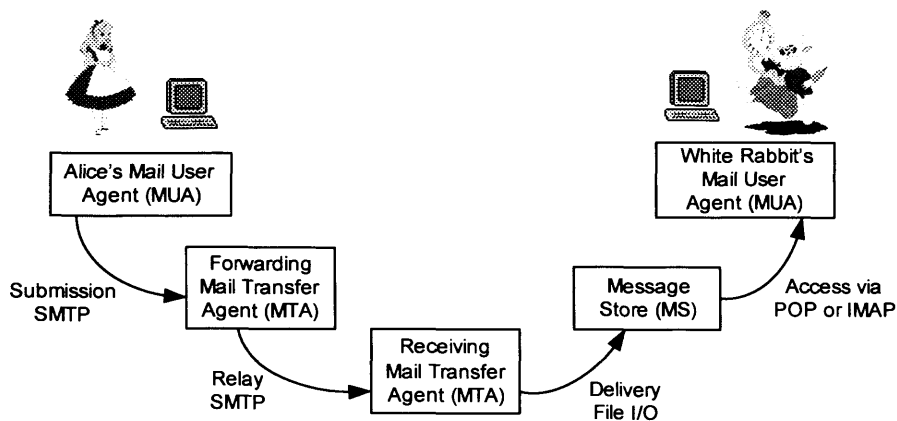 Alice's Mail User
Agent (MUA)
White Rabbit's
Mail User
Agent (MUA)
Submission
SMTP
Forwarding
Mail Transfer
Agent (MTA)
Message
Store (MS)
Access via
POP or IMAP
Relay
SMTP
Receiving
Mail Transfer
Agent (MTA)
Delivery
File I/O